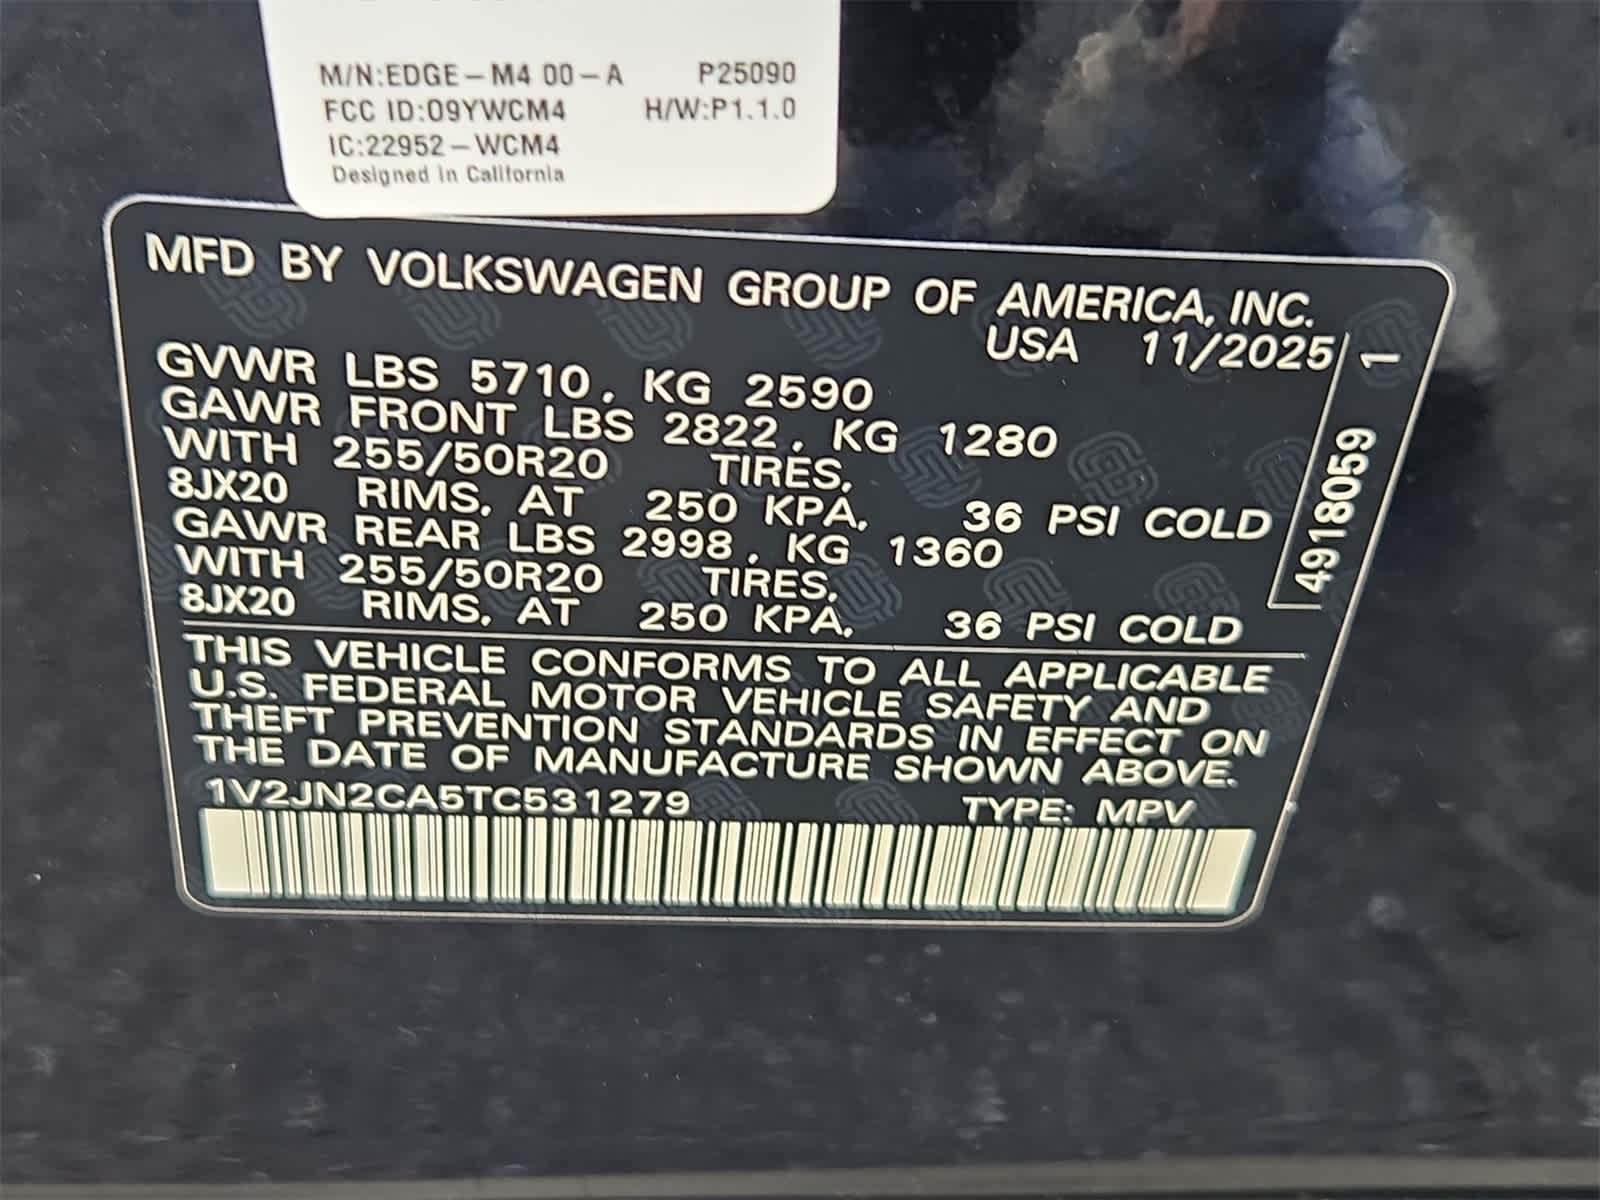 M/N:EDGE-M4 00-A P25090
FCC ID:O9YWCM4 H/W:P1.1.0
IC:22952-WCM4
Designed in California
MFD BY VOLKSWAGEN GROUP OF AMERICA, INC.
USA 11/2025
GVWR LBS 5710, KG 2590
GAWR FRONT LBS 2822, KG 1280
WITH 255/50R20 TIRES,
8JX20 RIMS, AT 250 KPA, 36 PSI COLD
GAWR REAR LBS 2998, KG 1360
WITH 255/50R20 TIRES,
8JX20 RIMS, AT 250 KPA, 36 PSI COLD
4918059 1
THIS VEHICLE CONFORMS TO ALL APPLICABLE
U.S. FEDERAL MOTOR VEHICLE SAFETY AND
THEFT PREVENTION STANDARDS IN EFFECT ON
THE DATE OF MANUFACTURE SHOWN ABOVE.
1V2JN2CA5TC531279 TYPE: MPV